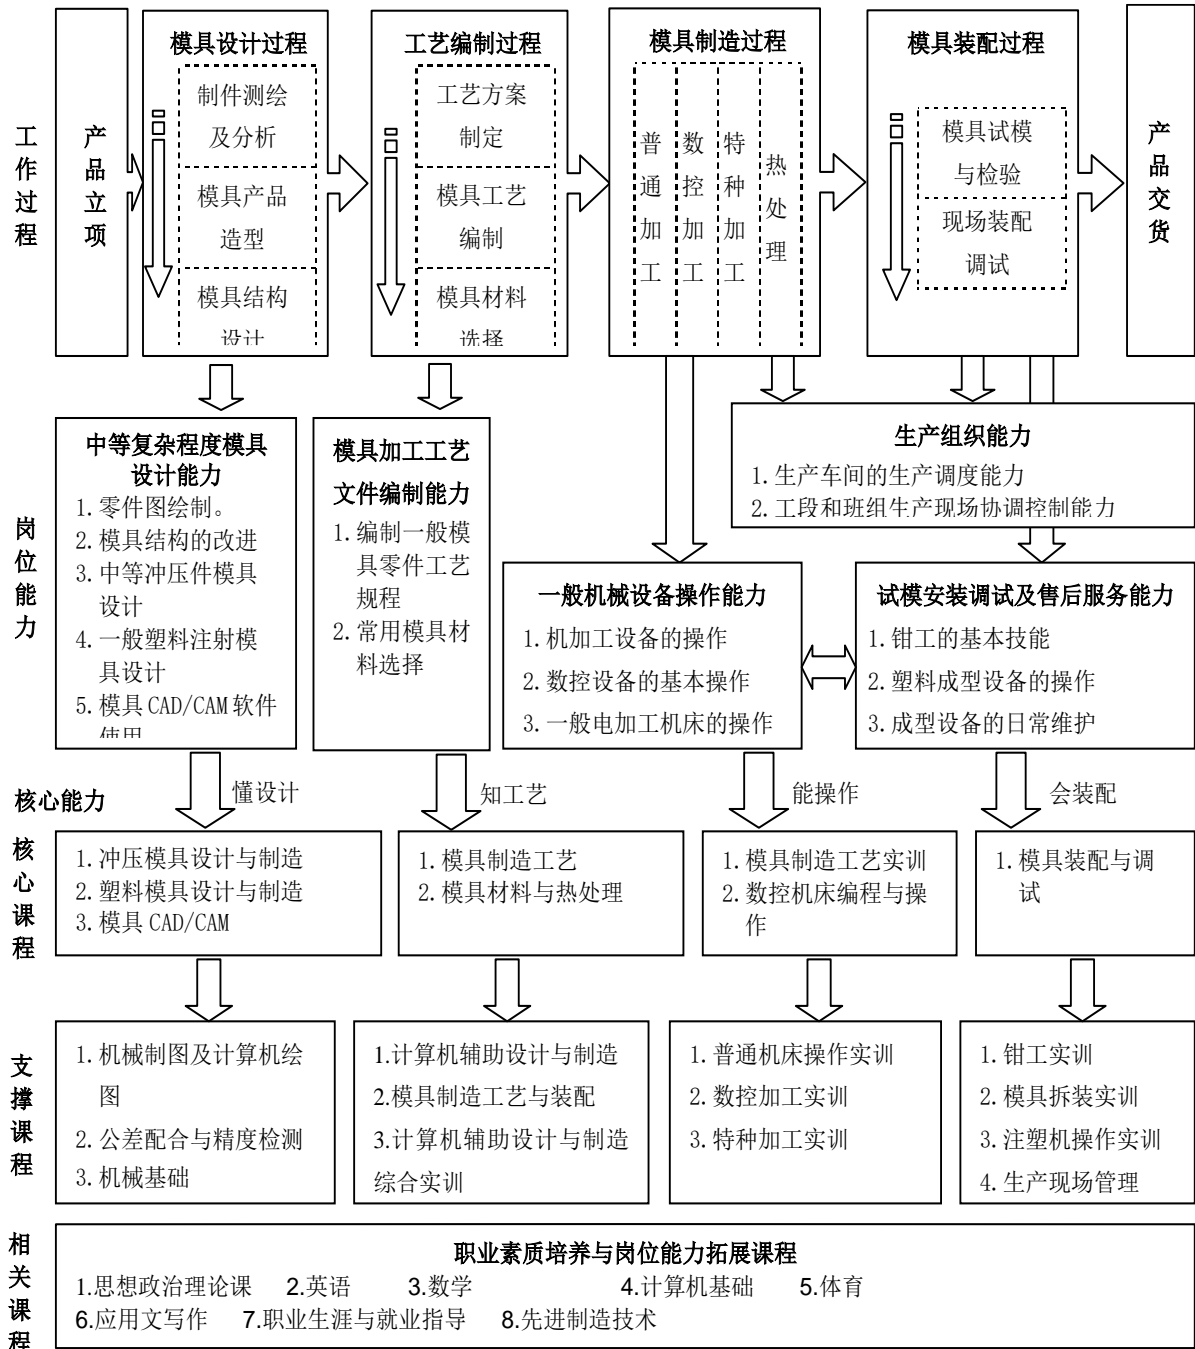 工作过程
产品立项
模具设计过程
制件测绘
及分析
模具产品
造型
模具结构
设计
工艺编制过程
工艺方案
制定
模具工艺
编制
模具材料
选择
模具制造过程
普通加工
数控加工
特种加工
热处理
模具装配过程
模具试模
与检验
现场装配
调试
产品交货
岗位能力
中等复杂程度模具
设计能力
1.零件图绘制。
2.模具结构的改进
3.中等冲压件模具
设计
4.一般塑料注射模
具设计
5.模具 CAD/CAM 软件
使用
模具加工工艺
文件编制能力
1.编制一般模
具零件工艺
规程
2.常用模具材
料选择
生产组织能力
1.生产车间的生产调度能力
2.工段和班组生产现场协调控制能力
一般机械设备操作能力
1.机加工设备的操作
2.数控设备的基本操作
3.一般电加工机床的操作
试模安装调试及售后服务能力
1.钳工的基本技能
2.塑料成型设备的操作
3.成型设备的日常维护
核心能力
懂设计
知工艺
能操作
会装配
核心课程
1.冲压模具设计与制造
2.塑料模具设计与制造
3.模具 CAD/CAM
1.模具制造工艺
2.模具材料与热处理
1.模具制造工艺实训
2.数控机床编程与操
作
1.模具装配与调
试
支撑课程
1.机械制图及计算机绘
图
2.公差配合与精度检测
3.机械基础
1.计算机辅助设计与制造
2.模具制造工艺与装配
3.计算机辅助设计与制造
综合实训
1.普通机床操作实训
2.数控加工实训
3.特种加工实训
1.钳工实训
2.模具拆装实训
3.注塑机操作实训
4.生产现场管理
相关课程
职业素质培养与岗位能力拓展课程
1.思想政治理论课 2.英语 3.数学 4.计算机基础 5.体育
6.应用文写作 7.职业生涯与就业指导 8.先进制造技术